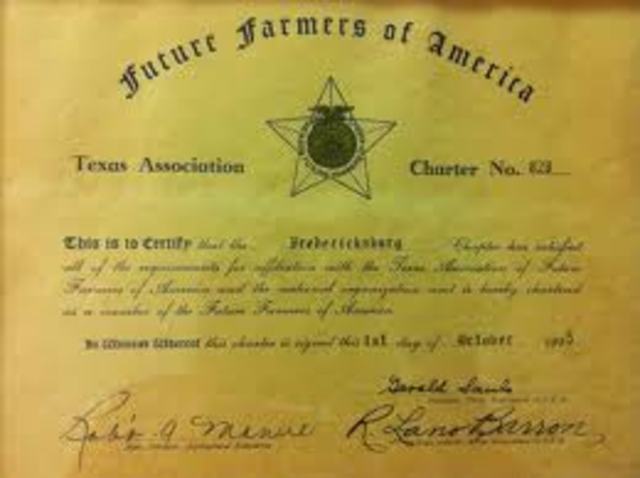 Future Farmers of America
Texas Association
Charter No.
This is to Certify that the Fredericksburg Chapter has satisfied
all of the requirements for affiliation with the Texas Association of Future
Farmers of America and the national organization and is hereby chartered
as a member of the Future Farmers of America.
In Witness Whereof this charter is signed this 1st day of October
Gerald